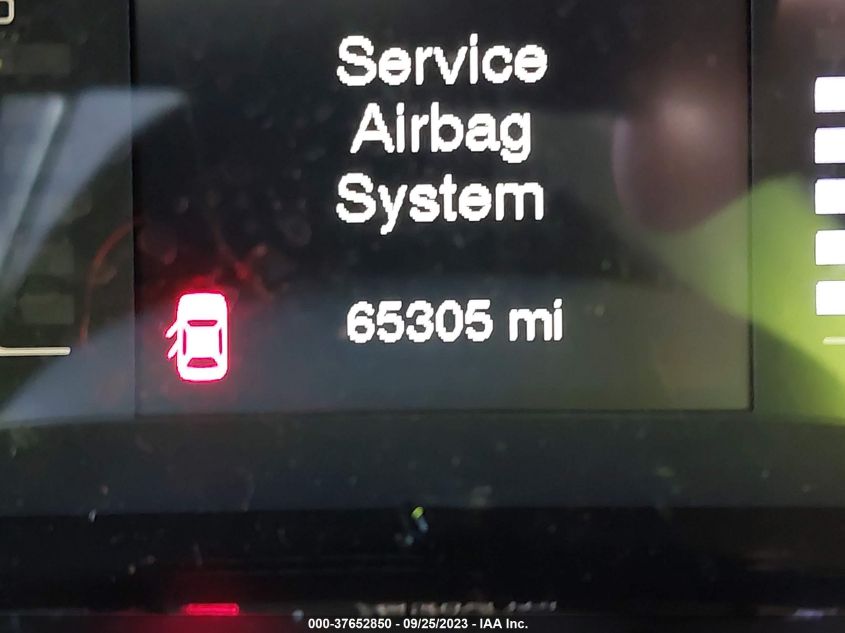 Service
Airbag
System
65305 mi
000-37652850 - 09/25/2023 - IAA Inc.